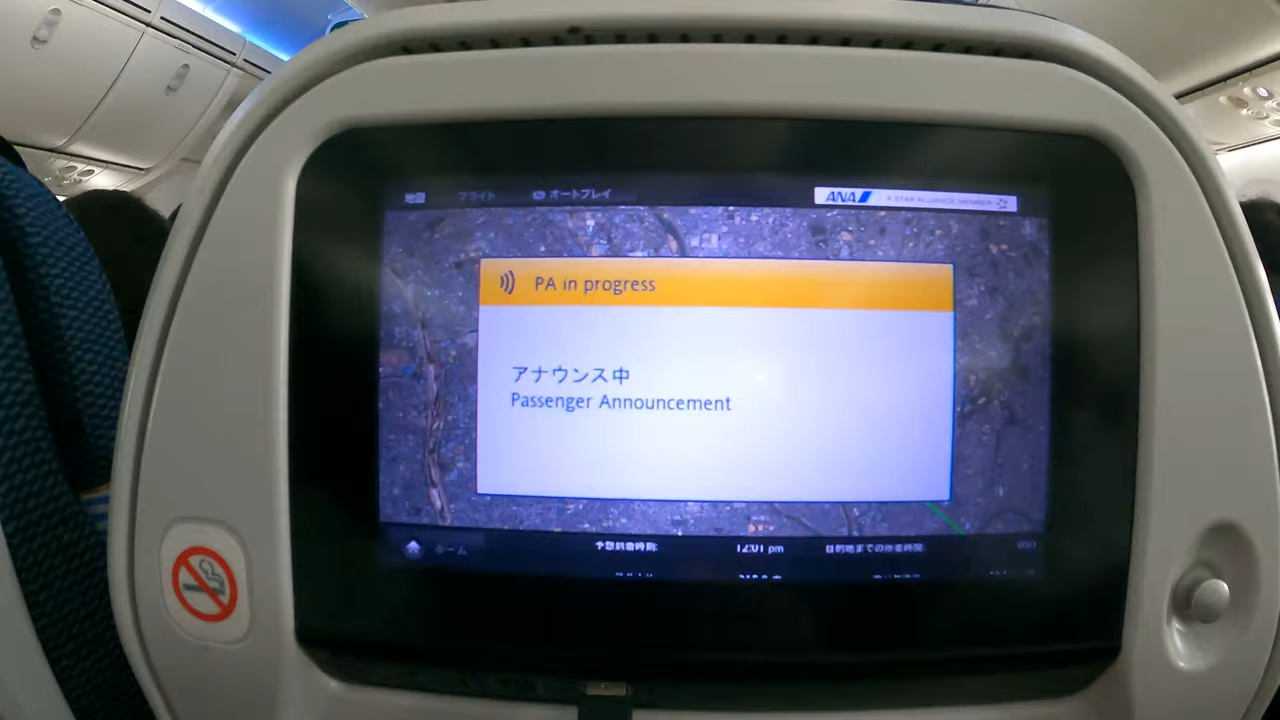 地図 フライト オートプレイ ANA A STAR ALLIANCE MEMBER
PA in progress
アナウンス中
Passenger Announcement
ホーム 予想到着時刻: 12:01 pm 目的地までの所要時間: